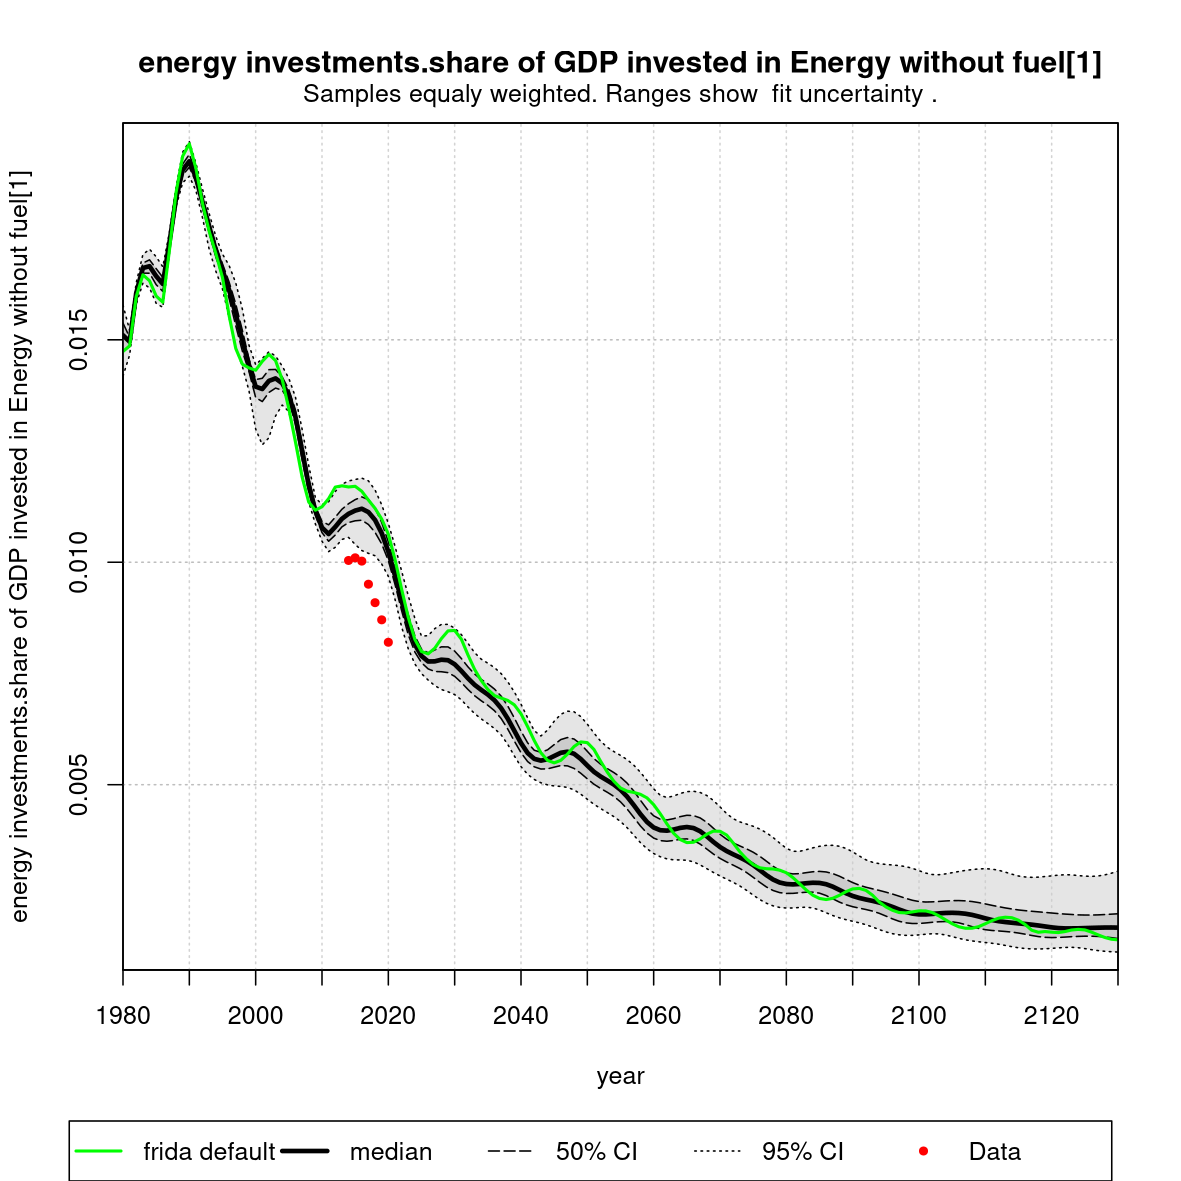 energy investments.share of GDP invested in Energy without fuel[1]
Samples equaly weighted. Ranges show  fit uncertainty .
energy investments.share of GDP invested in Energy without fuel[1]
0.015
0.010
0.005
1980 2000 2020 2040 2060 2080 2100 2120
year
frida default median 50% CI 95% CI Data